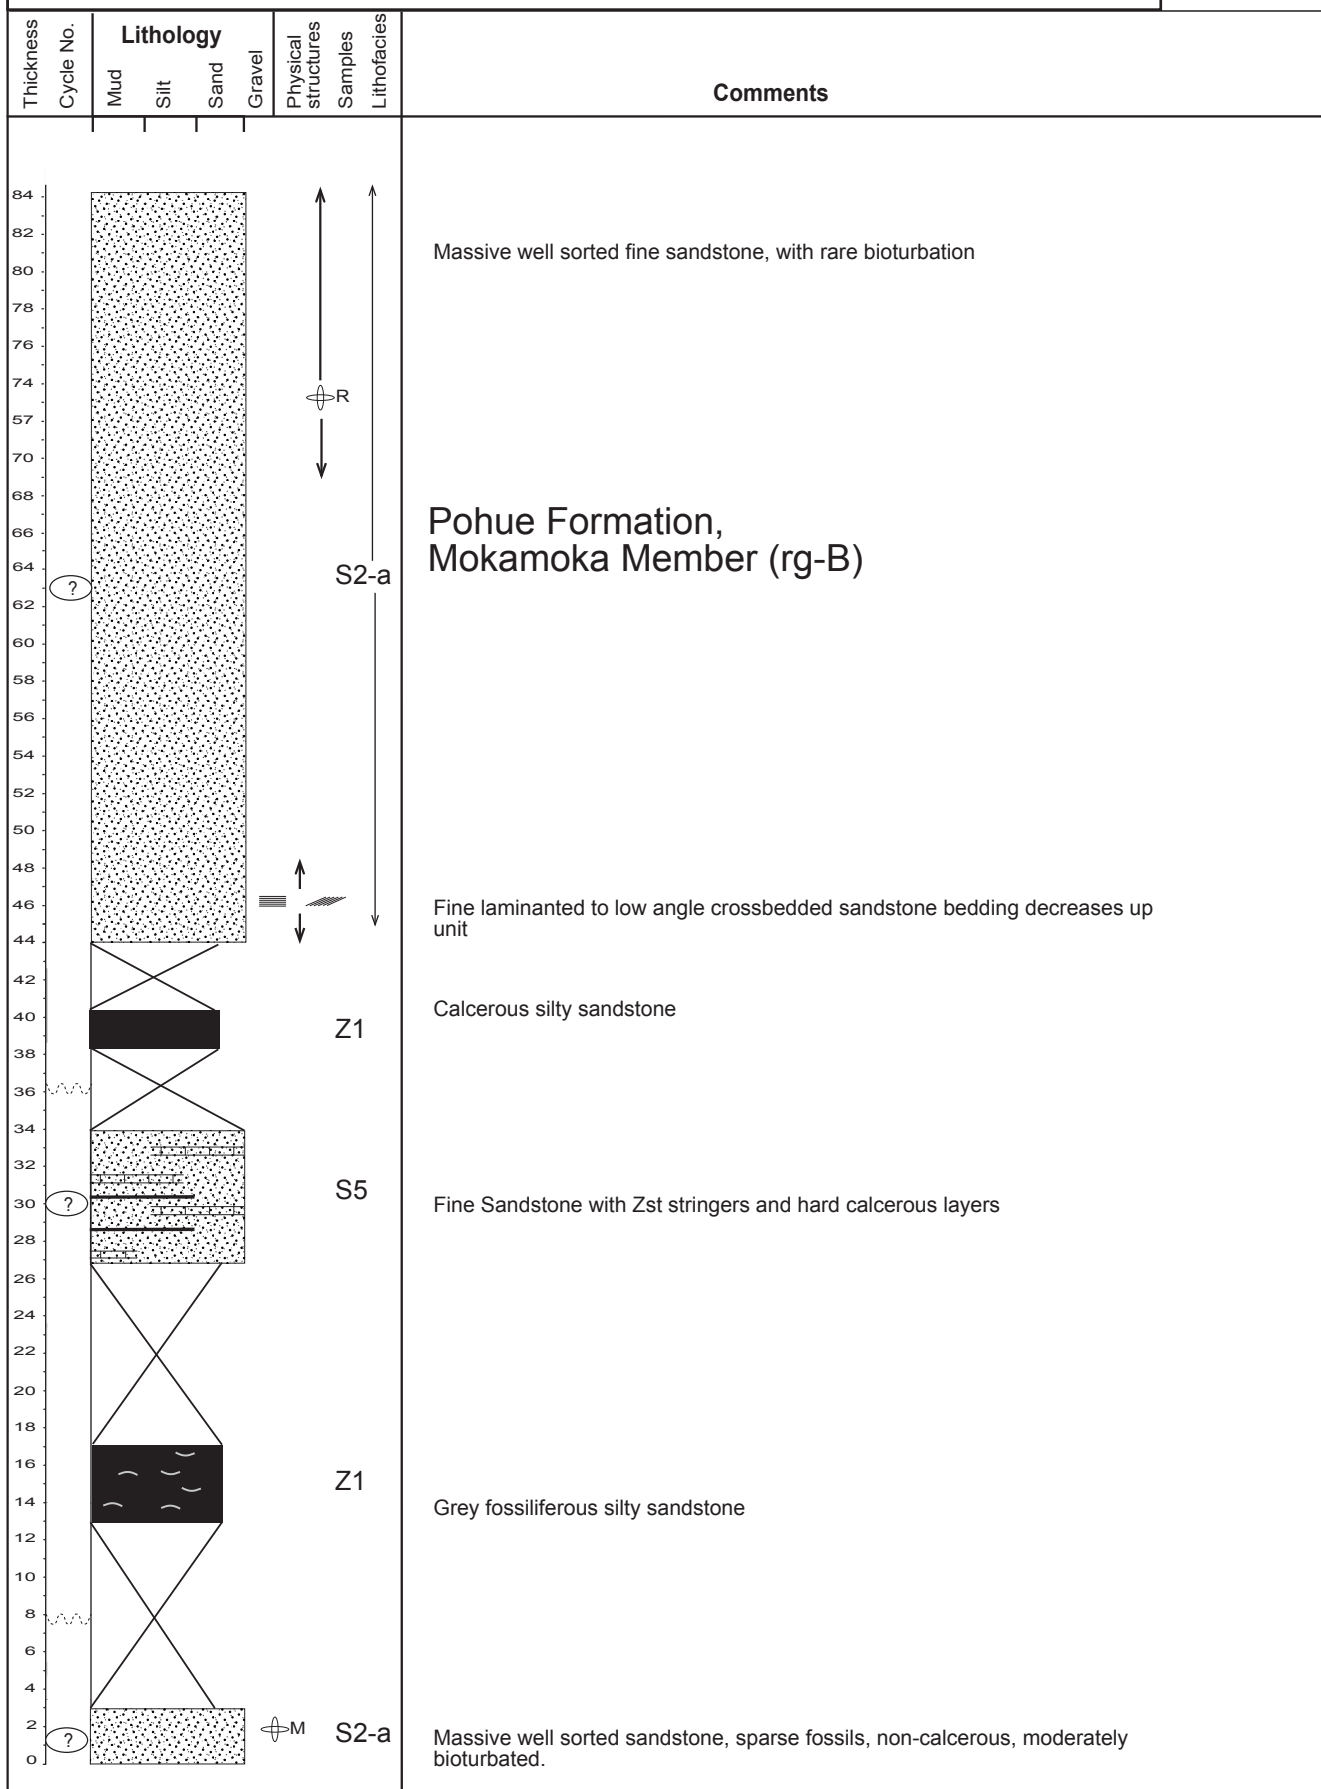 Thickness
Cycle No.
Lithology
Mud
Silt
Sand
Gravel
Physical structures
Samples
Lithofacies
Comments
84
82
Massive well sorted fine sandstone, with rare bioturbation
80
78
76
74
R
57
70
68
Pohue Formation,
66
Mokamoka Member (rg-B)
64
S2-a
?
62
60
58
56
54
52
50
48
46
Fine laminanted to low angle crossbedded sandstone bedding decreases up
unit
44
42
Calcerous silty sandstone
40
Z1
38
36
34
32
S5
30
?
Fine Sandstone with Zst stringers and hard calcerous layers
28
26
24
22
20
18
16
Z1
14
Grey fossiliferous silty sandstone
12
10
8
6
4
2
M
S2-a
?
Massive well sorted sandstone, sparse fossils, non-calcerous, moderately
bioturbated.
0